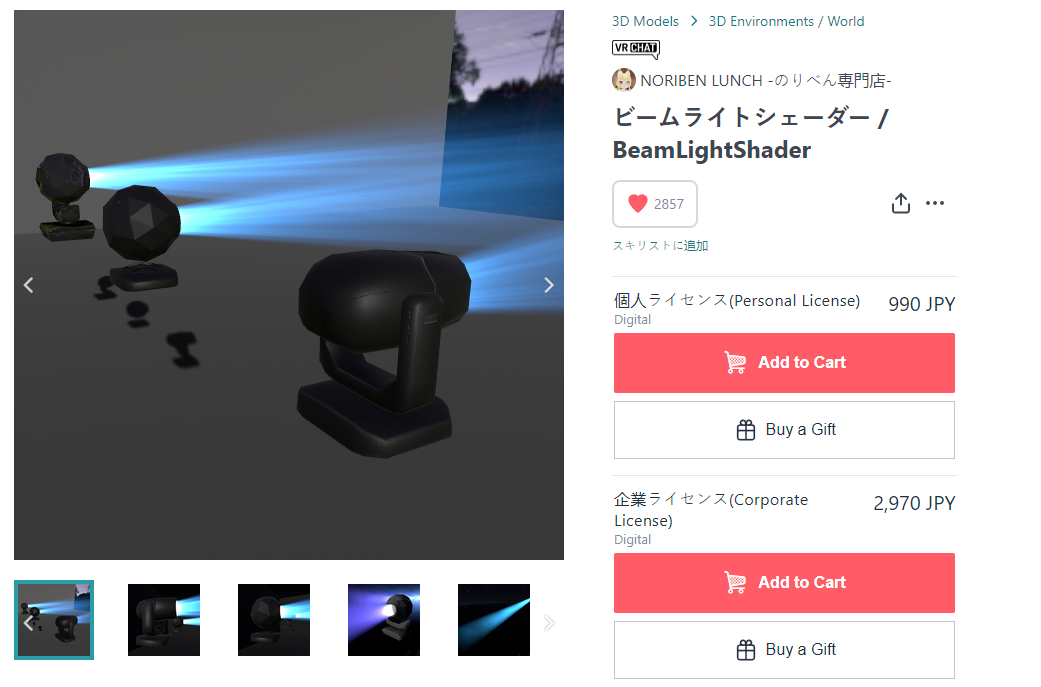 3D Models > 3D Environments / World
VRCHAT
NORIBEN LUNCH -のりべん専門店-
ビームライトシェーダー /
BeamLightShader
2857
スキリストに追加
個人ライセンス(Personal License) 990 JPY
Digital
Add to Cart
Buy a Gift
企業ライセンス(Corporate 2,970 JPY
License)
Digital
Add to Cart
Buy a Gift